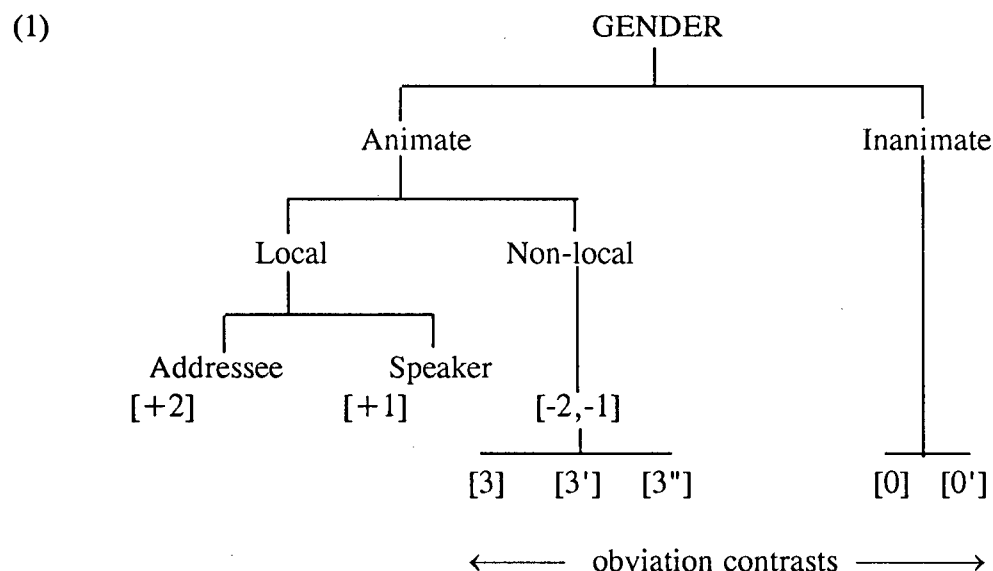 (1) GENDER
Animate Inanimate
Local Non-local
Addressee Speaker
[+2] [+1] [-2,-1]
[3] [3'] [3"] [0] [0']
obviation contrasts